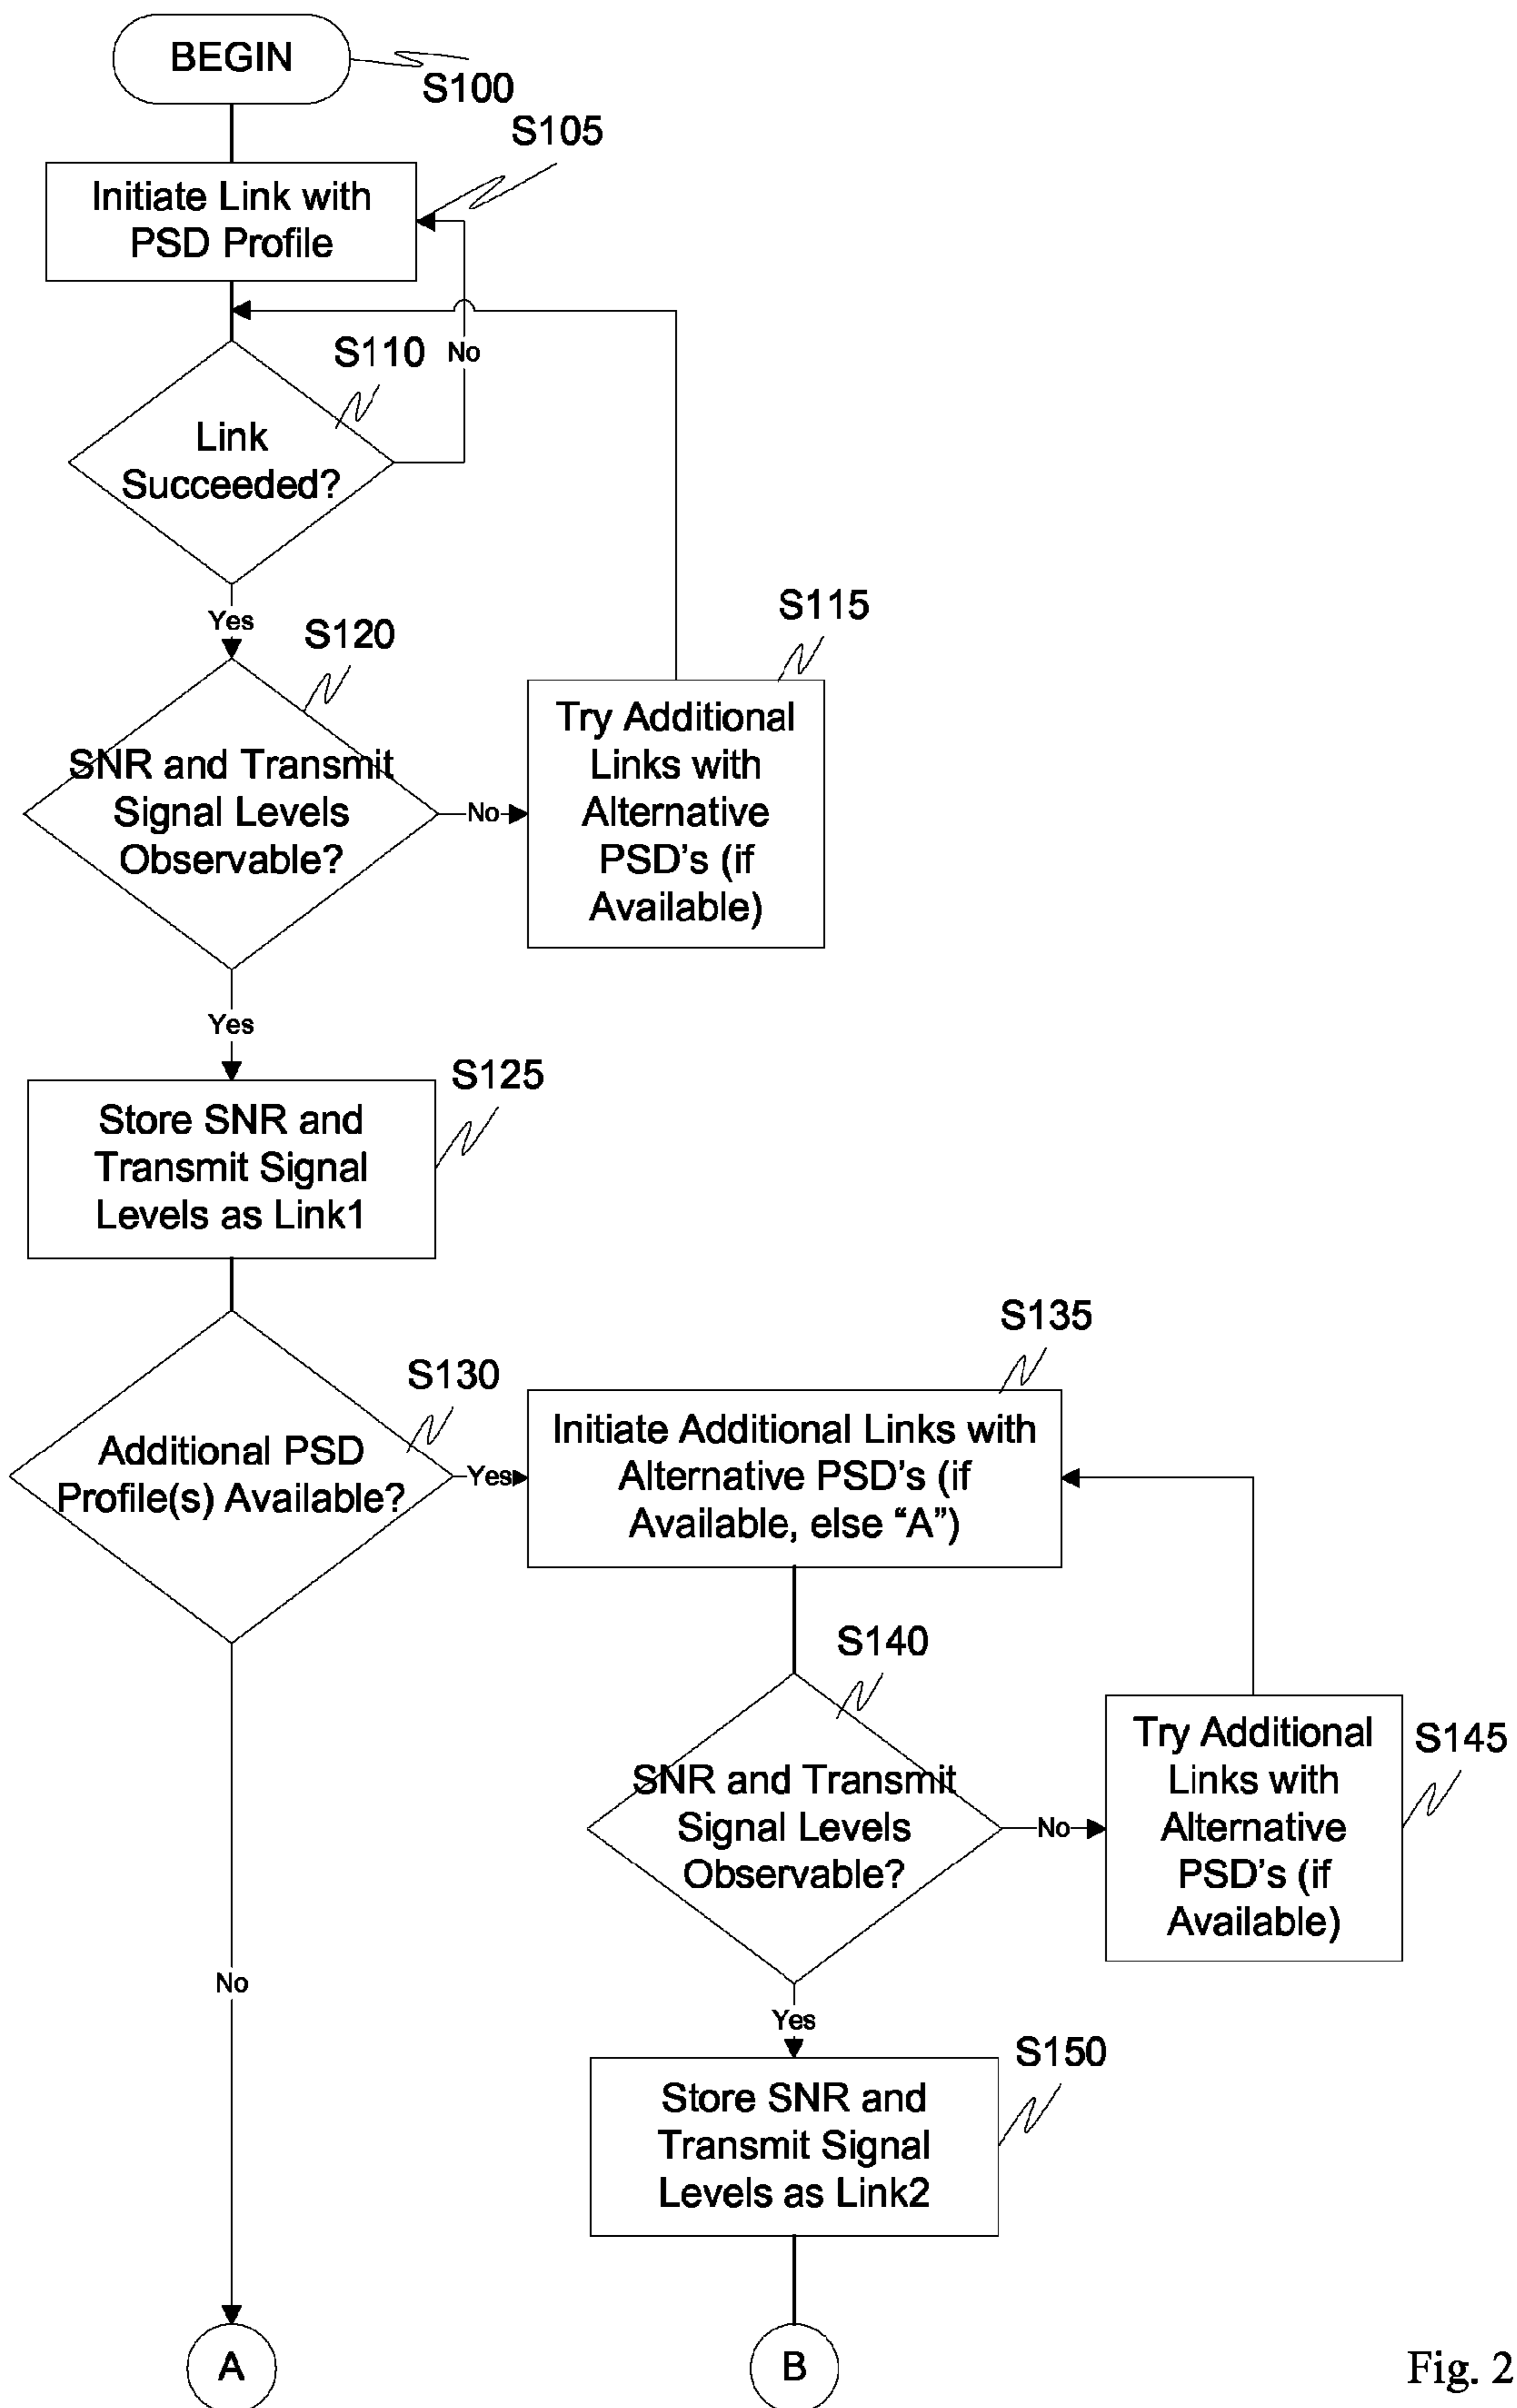 BEGIN
S100
S105
Initiate Link with
PSD Profile
S110
No
Link
Succeeded?
Yes
S120
S115
SNR and Transmit
Signal Levels
Observable?
No
Try Additional
Links with
Alternative
PSD's (if
Available)
Yes
S125
Store SNR and
Transmit Signal
Levels as Link1
S130
Additional PSD
Profile(s) Available?
Yes
S135
Initiate Additional Links with
Alternative PSD's (if
Available, else “A”)
S140
SNR and Transmit
Signal Levels
Observable?
No
S145
Try Additional
Links with
Alternative
PSD's (if
Available)
No
Yes
S150
Store SNR and
Transmit Signal
Levels as Link2
A
B
Fig. 2